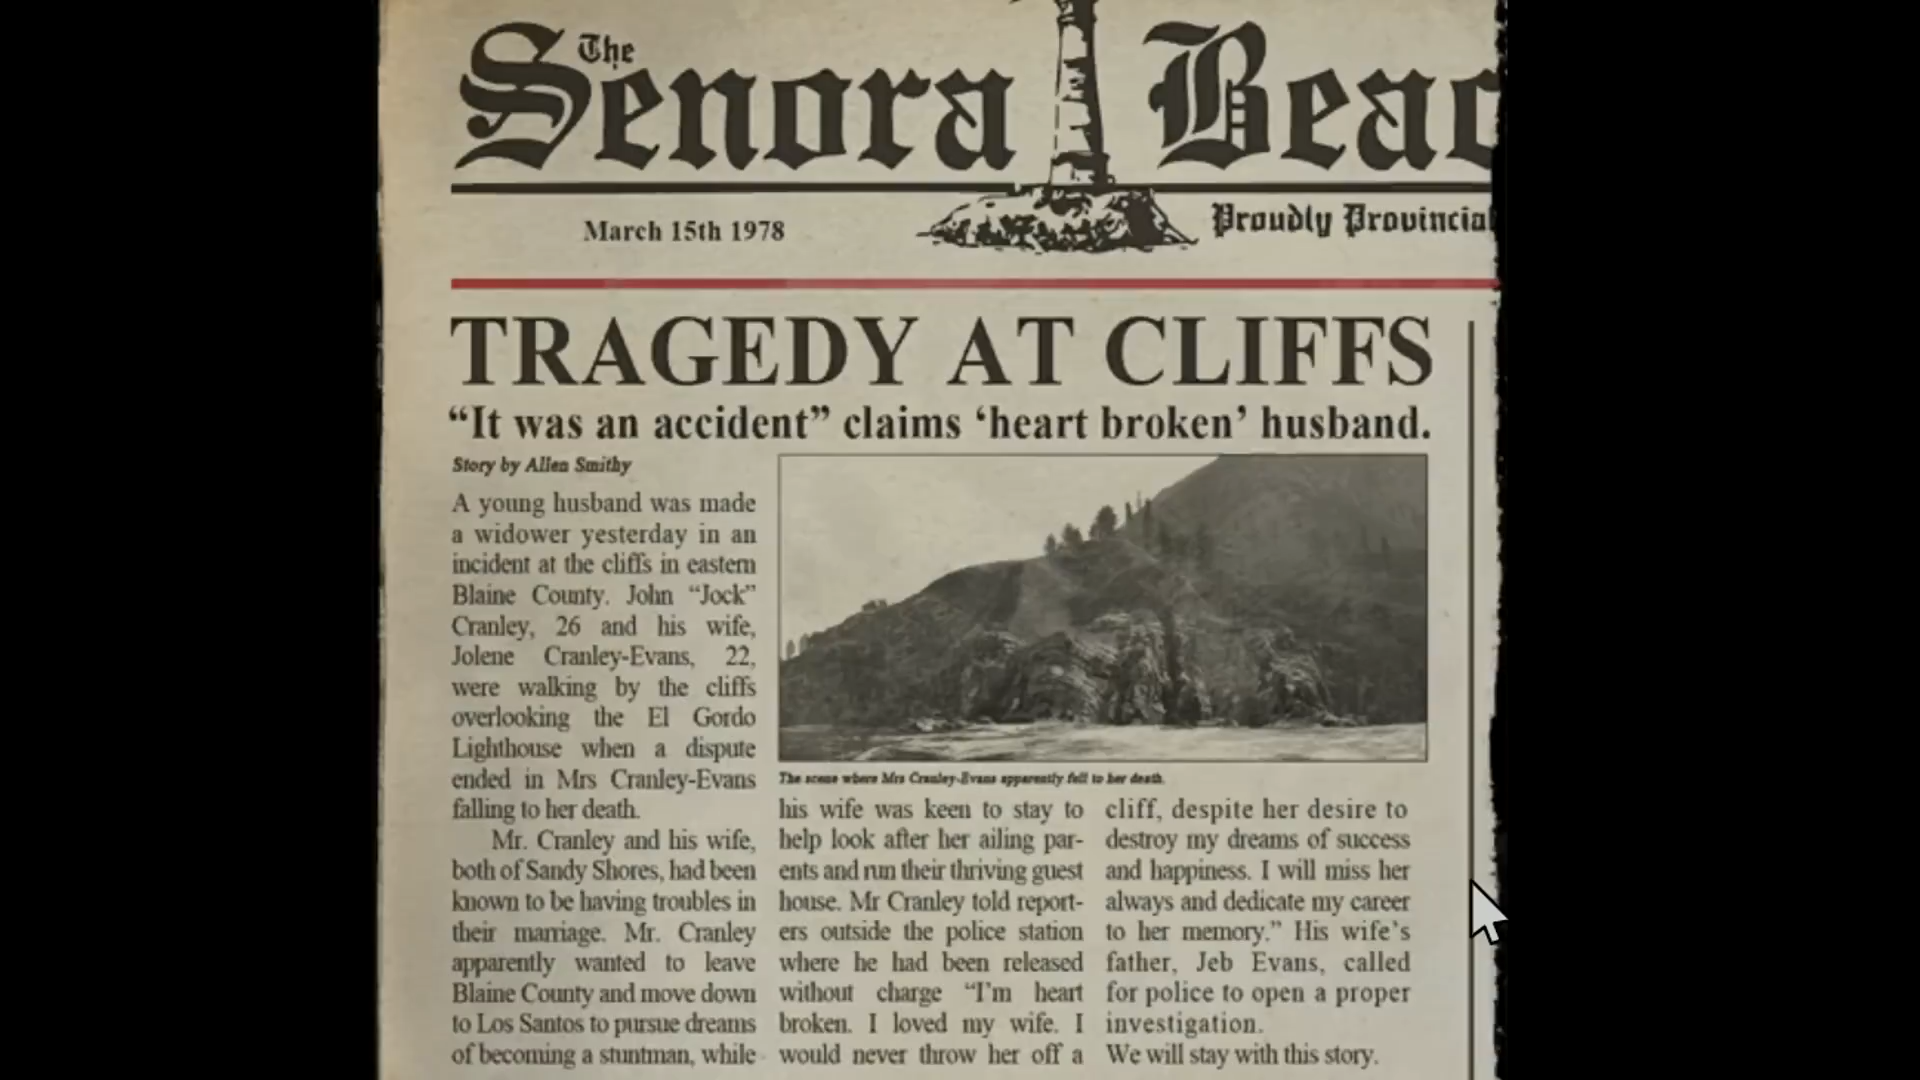 The
Senora Beac
March 15th 1978
Proudly Provincial
TRAGEDY AT CLIFFS
“It was an accident” claims ‘heart broken’ husband.
Story by Allen Smithy
A young husband was made
a widower yesterday in an
incident at the cliffs in eastern
Blaine County. John “Jock”
Cranley, 26 and his wife,
Jolene Cranley-Evans, 22,
were walking by the cliffs
overlooking the El Gordo
Lighthouse when a dispute
ended in Mrs Cranley-Evans
falling to her death.
Mr. Cranley and his wife,
both of Sandy Shores, had been
known to be having troubles in
their marriage. Mr. Cranley
apparently wanted to leave
Blaine County and move down
to Los Santos to pursue dreams
of becoming a stuntman, while
The scene where Mrs Cranley-Evans apparently fell to her death.
his wife was keen to stay to
help look after her ailing par-
ents and run their thriving guest
house. Mr Cranley told report-
ers outside the police station
where he had been released
without charge “I’m heart
broken. I loved my wife. I
would never throw her off a
cliff, despite her desire to
destroy my dreams of success
and happiness. I will miss her
always and dedicate my career
to her memory.” His wife’s
father, Jeb Evans, called
for police to open a proper
investigation.
We will stay with this story.